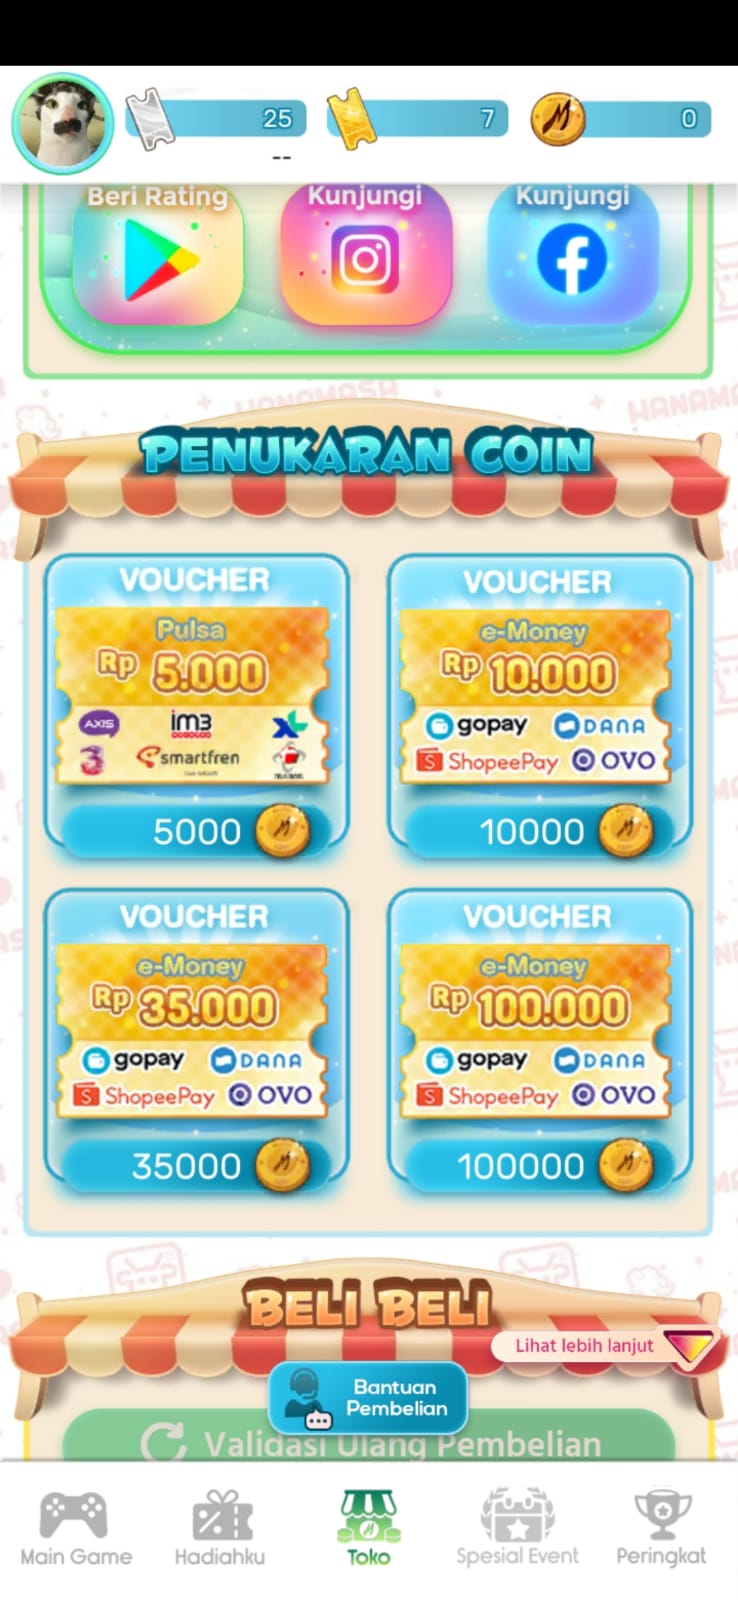 25 7 0
--
Beri Rating Kunjungi Kunjungi
HANAMASA
HANAMA
PENUKARAN COIN
VOUCHER
Pulsa
Rp 5.000
AXIS im3 XL
3 smartfren
5000
VOUCHER
e-Money
Rp 10.000
gopay DANA
ShopeePay OVO
10000
VOUCHER
e-Money
Rp 35.000
gopay DANA
ShopeePay OVO
35000
VOUCHER
e-Money
Rp 100.000
gopay DANA
ShopeePay OVO
100000
BELI BELI
Lihat lebih lanjut
Bantuan
Pembelian
Validasi Ulang Pembelian
Main Game Hadiahku Toko Spesial Event Peringkat